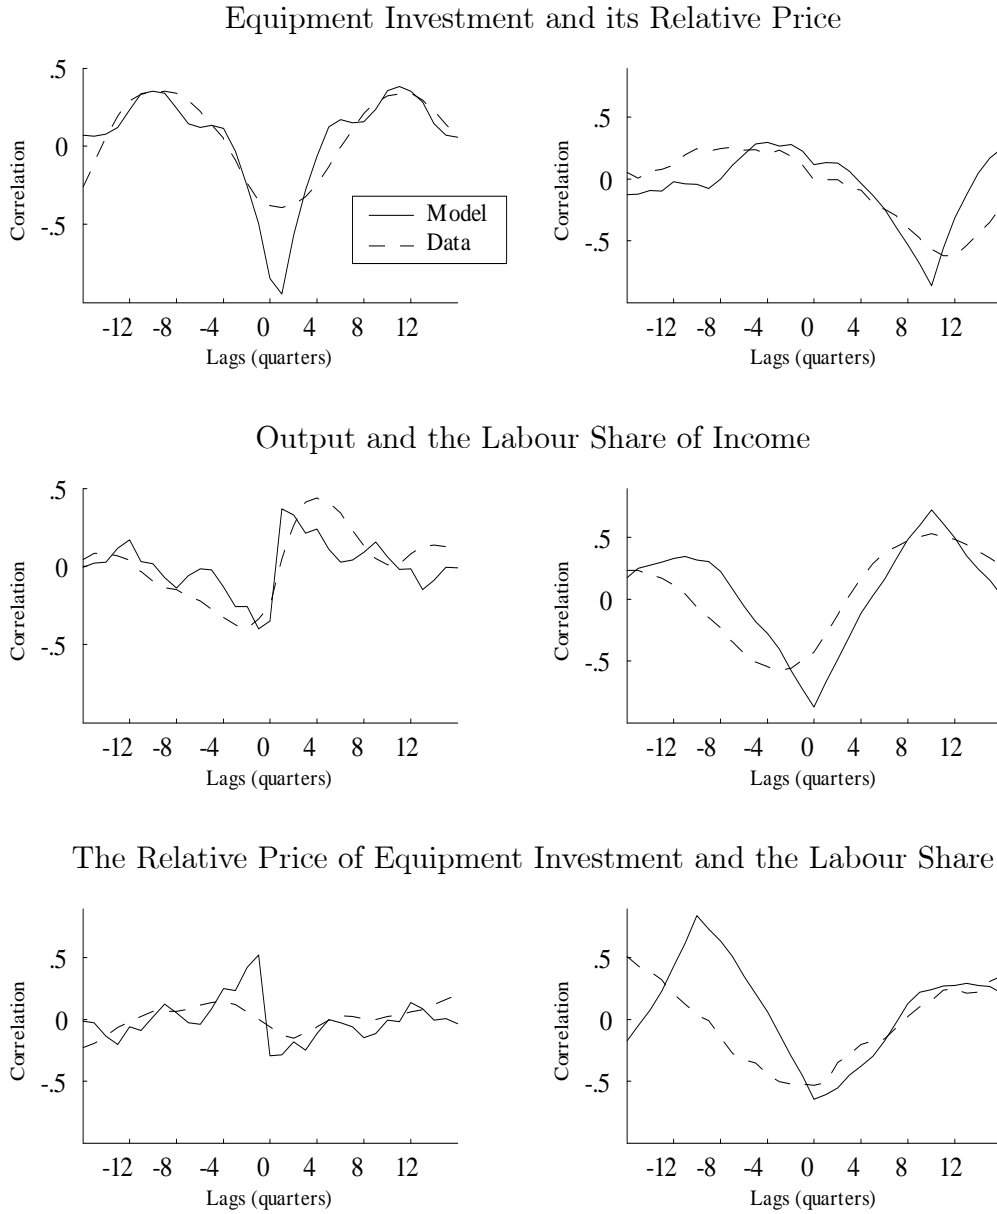 Equipment Investment and its Relative Price
.5
0
-.5
Correlation
Model
Data
-12 -8 -4 0 4 8 12
Lags (quarters)
.5
0
-.5
Correlation
-12 -8 -4 0 4 8 12
Lags (quarters)
Output and the Labour Share of Income
.5
0
-.5
Correlation
-12 -8 -4 0 4 8 12
Lags (quarters)
.5
0
-.5
Correlation
-12 -8 -4 0 4 8 12
Lags (quarters)
The Relative Price of Equipment Investment and the Labour Share
.5
0
-.5
Correlation
-12 -8 -4 0 4 8 12
Lags (quarters)
.5
0
-.5
Correlation
-12 -8 -4 0 4 8 12
Lags (quarters)